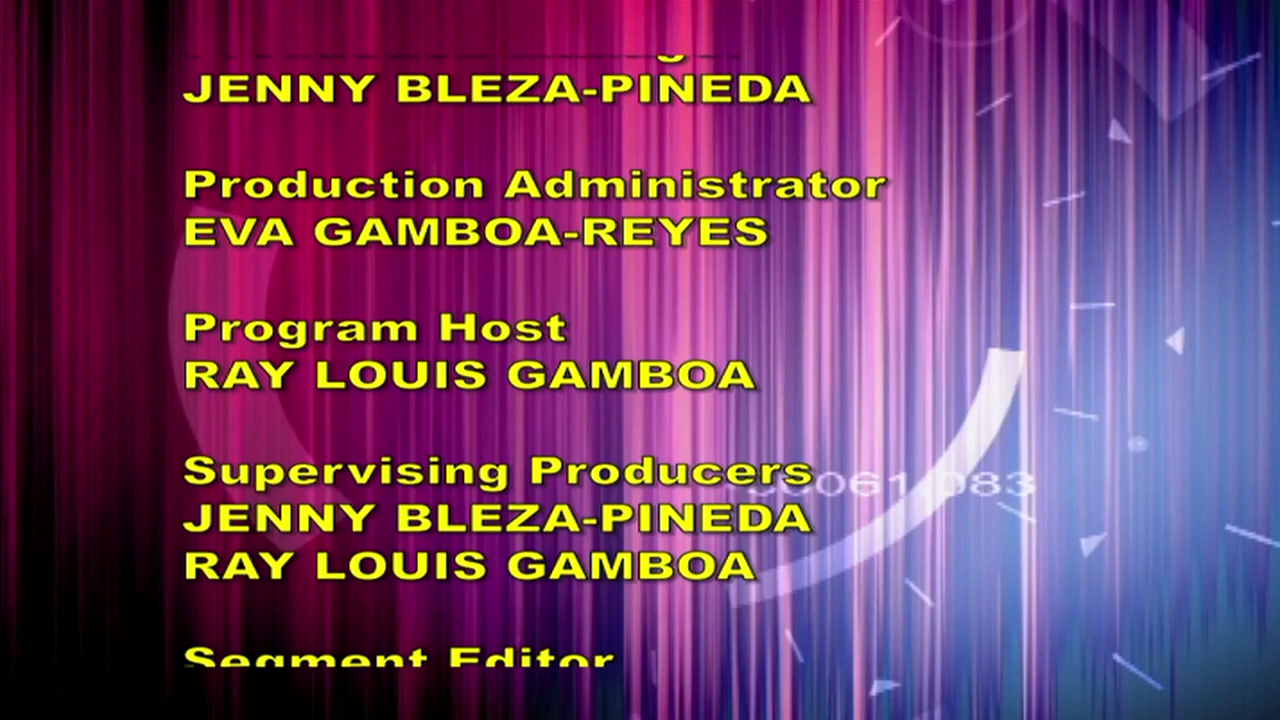 JENNY BLEZA-PIÑEDA
Production Administrator
EVA GAMBOA-REYES
Program Host
RAY LOUIS GAMBOA
Supervising Producers
JENNY BLEZA-PINEDA
RAY LOUIS GAMBOA
Segment Editor